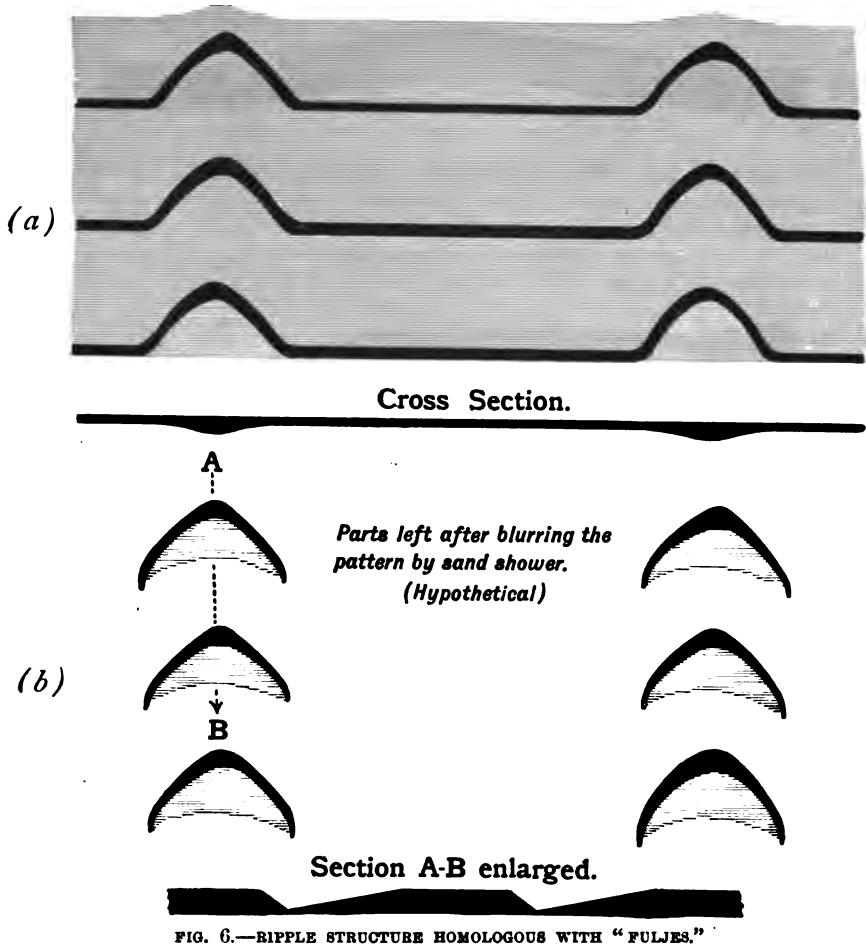 (a)
Cross Section.
A
Parts left after blurring the
pattern by sand shower.
(Hypothetical)
(b)
B
Section A-B enlarged.
FIG. 6.—RIPPLE STRUCTURE HOMOLOGOUS WITH "FULJES."